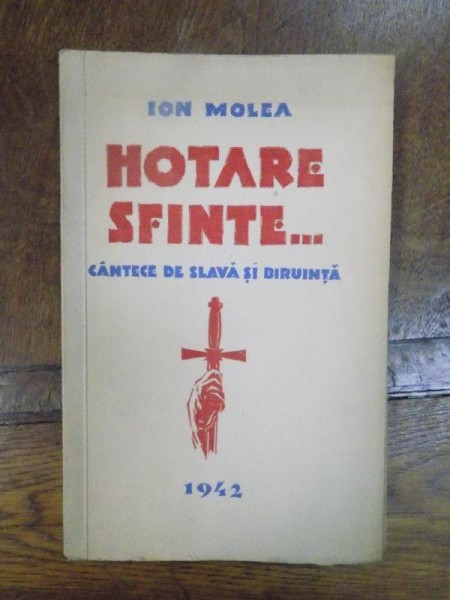 ION MOLEA
HOTARE
SFINTE...
CÂNTECE DE SLAVĂ ȘI BIRUINȚĂ
1942